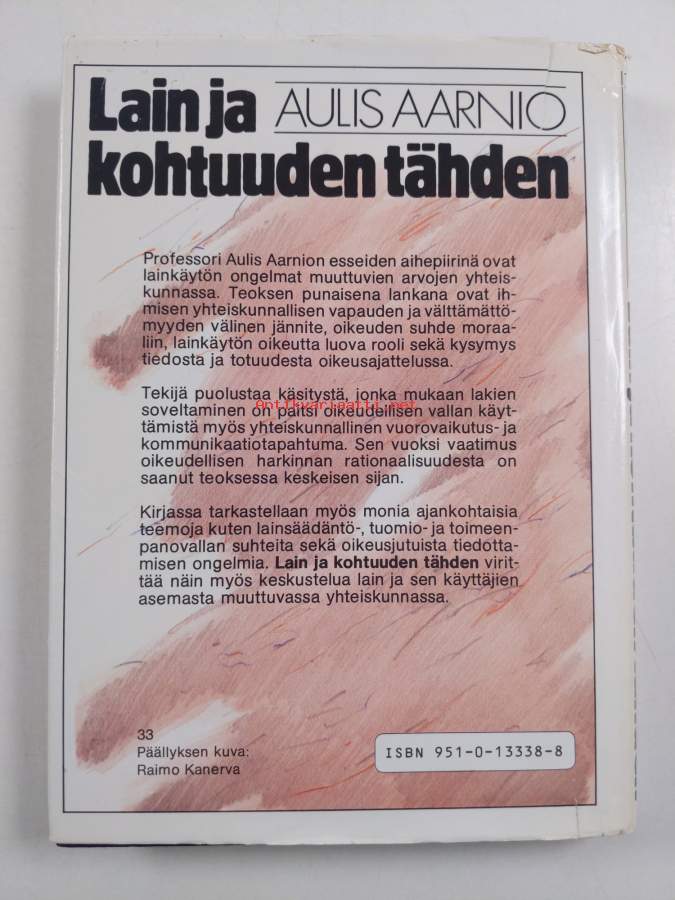 Lain ja AULIS AARNIO
kohtuuden tähden
Professori Aulis Aarnion esseiden aihepiirinä ovat
lainkäytön ongelmat muuttuvien arvojen yhteis-
kunnassa. Teoksen punaisena lankana ovat ih-
misen yhteiskunnallisen vapauden ja välttämättö-
myyden välinen jännite, oikeuden suhde moraa-
liin, lainkäytön oikeutta luova rooli sekä kysymys
tiedosta ja totuudesta oikeusajattelussa.
Tekijä puolustaa käsitystä, jonka mukaan lakien
soveltaminen on paitsi oikeudellisen vallan käyt-
tämistä myös yhteiskunnallinen vuorovaikutus- ja
kommunikaatiotapahtuma. Sen vuoksi vaatimus
oikeudellisen harkinnan rationaalisuudesta on
saanut teoksessa keskeisen sijan.
Kirjassa tarkastellaan myös monia ajankohtaisia
teemoja kuten lainsäädäntö-, tuomio- ja toimeen-
panovallan suhteita sekä oikeusjutuista tiedotta-
misen ongelmia. Lain ja kohtuuden tähden virit-
tää näin myös keskustelua lain ja sen käyttäjien
asemasta muuttuvassa yhteiskunnassa.
33
Päällyksen kuva:
Raimo Kanerva
ISBN 951-0-13338-8
antikvariaatti.net